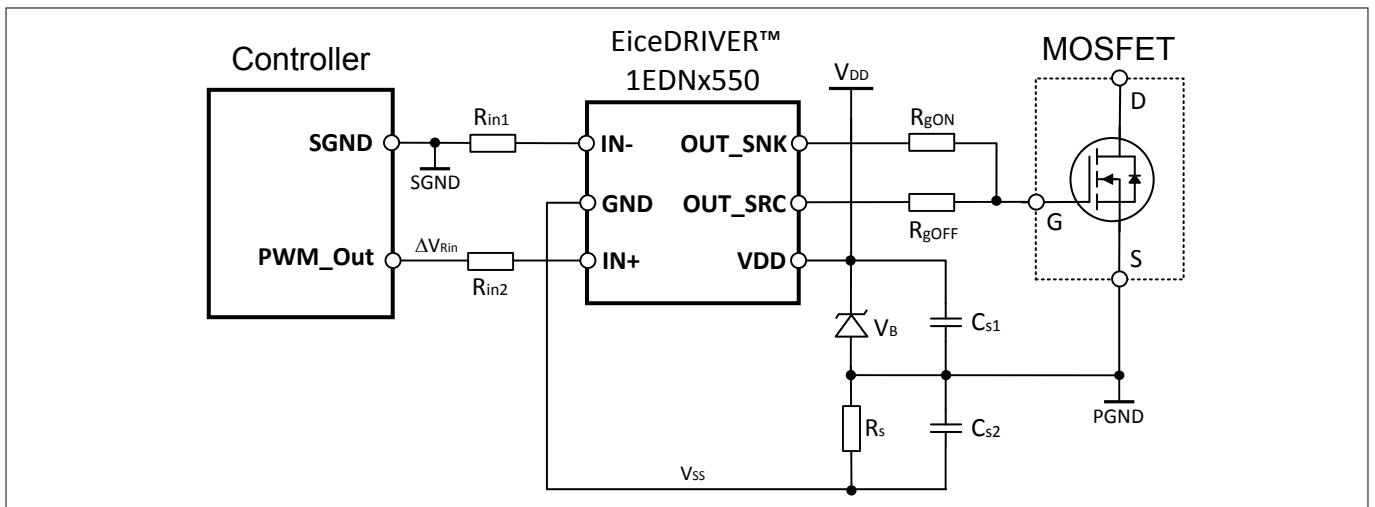 Controller
EiceDRIVER™
1EDNx550
MOSFET
VDD
D
Rin1
RgON
SGND
IN-
OUT_SNK
SGND
GND
OUT_SRC
G
RgOFF
ΔVRin
PWM_Out
IN+
VDD
S
Rin2
VB
Cs1
PGND
Rs
Cs2
VSS